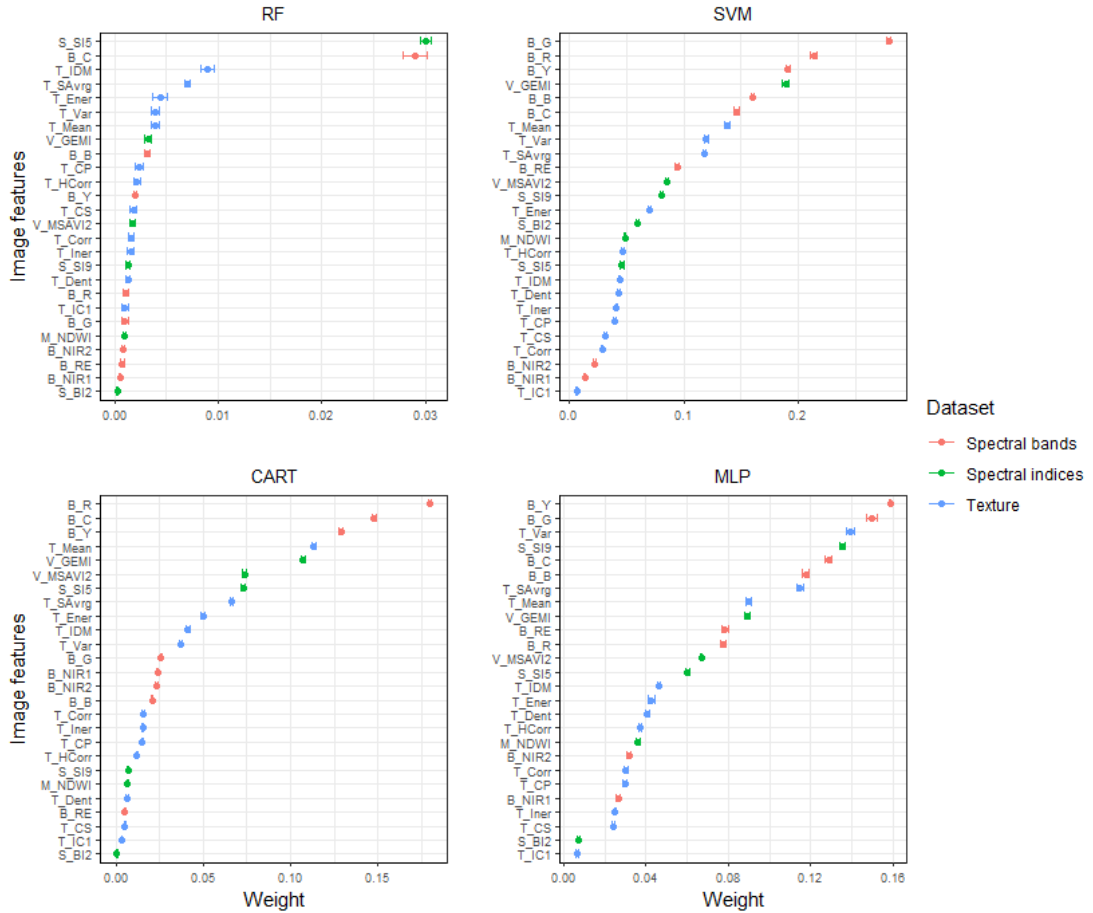 RF
S_SI5
B_C
T_IDM
T_SAvrg
T_Ener
T_Var
T_Mean
V_GEMI
B_B
T_CP
T_HCorr
B_Y
T_CS
V_MSAVI2
T_Corr
T_Iner
S_SI9
T_Dent
B_R
T_IC1
B_G
M_NDWI
B_NIR2
B_RE
B_NIR1
S_BI2
0.00 0.01 0.02 0.03
Image features
SVM
B_G
B_R
B_Y
V_GEMI
B_B
B_C
T_Mean
T_Var
T_SAvrg
B_RE
V_MSAVI2
S_SI9
T_Ener
S_BI2
M_NDWI
T_HCorr
S_SI5
T_IDM
T_Dent
T_Iner
T_CP
T_CS
T_Corr
B_NIR2
B_NIR1
T_IC1
0.0 0.1 0.2
CART
B_R
B_C
B_Y
T_Mean
V_GEMI
V_MSAVI2
S_SI5
T_SAvrg
T_Ener
T_IDM
T_Var
B_G
B_NIR1
B_NIR2
B_B
T_Corr
T_Iner
T_CP
T_HCorr
S_SI9
M_NDWI
T_Dent
B_RE
T_CS
T_IC1
S_BI2
0.00 0.05 0.10 0.15
Weight
Image features
MLP
B_Y
B_G
T_Var
S_SI9
B_C
B_B
T_SAvrg
T_Mean
V_GEMI
B_RE
B_R
V_MSAVI2
S_SI5
T_IDM
T_Ener
T_Dent
T_HCorr
M_NDWI
B_NIR2
T_Corr
T_CP
B_NIR1
T_Iner
T_CS
S_BI2
T_IC1
0.00 0.04 0.08 0.12 0.16
Weight
Dataset
Spectral bands
Spectral indices
Texture